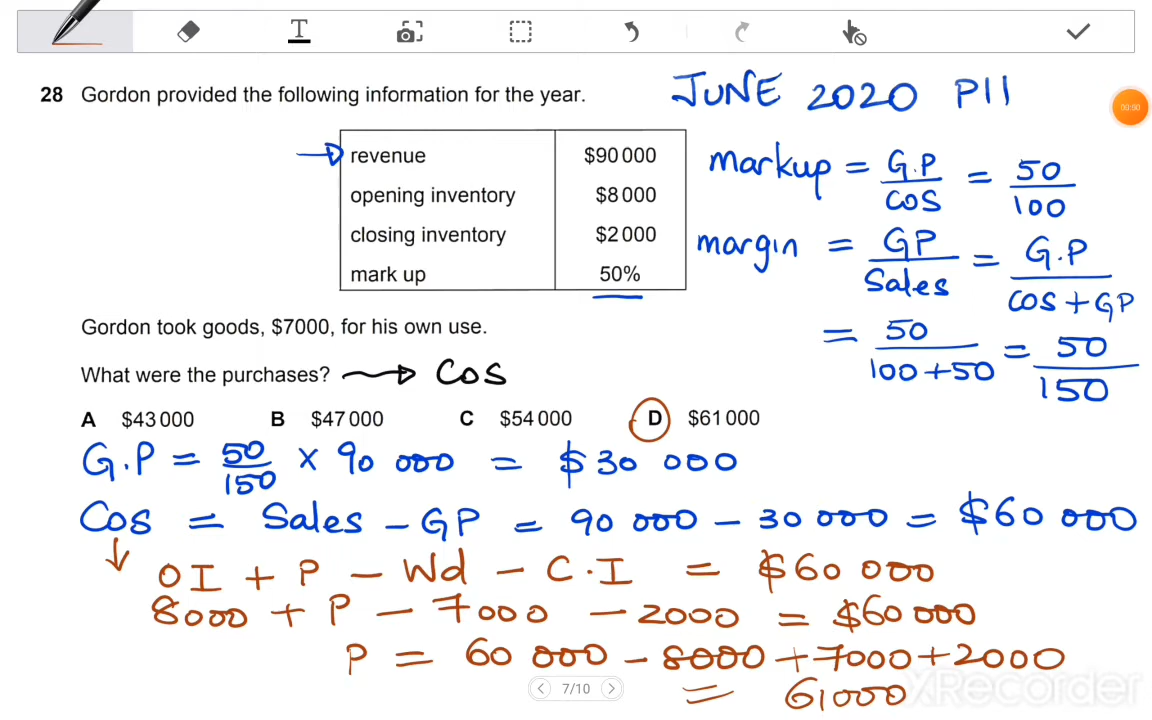 T
28 Gordon provided the following information for the year.
JUNE 2020 P11
00:00
revenue $90 000
opening inventory $8 000
closing inventory $2 000
mark up 50%
markup = G.P / COS = 50 / 100
margin = GP / Sales = G.P / COS + GP
= 50 / 100 + 50 = 50 / 150
Gordon took goods, $7000, for his own use.
What were the purchases? → COS
A $43 000 B $47 000 C $54 000 D $61 000
G.P = 50 / 150 × 90 000 = $30 000
Cos = Sales - GP = 90 000 - 30 000 = $60 000
OI + P - Wd - C.I = $60 000
8000 + P - 7000 - 2000 = $60 000
P = 60 000 - 8000 + 7000 + 2000
7/10
= 61000
XRecorder